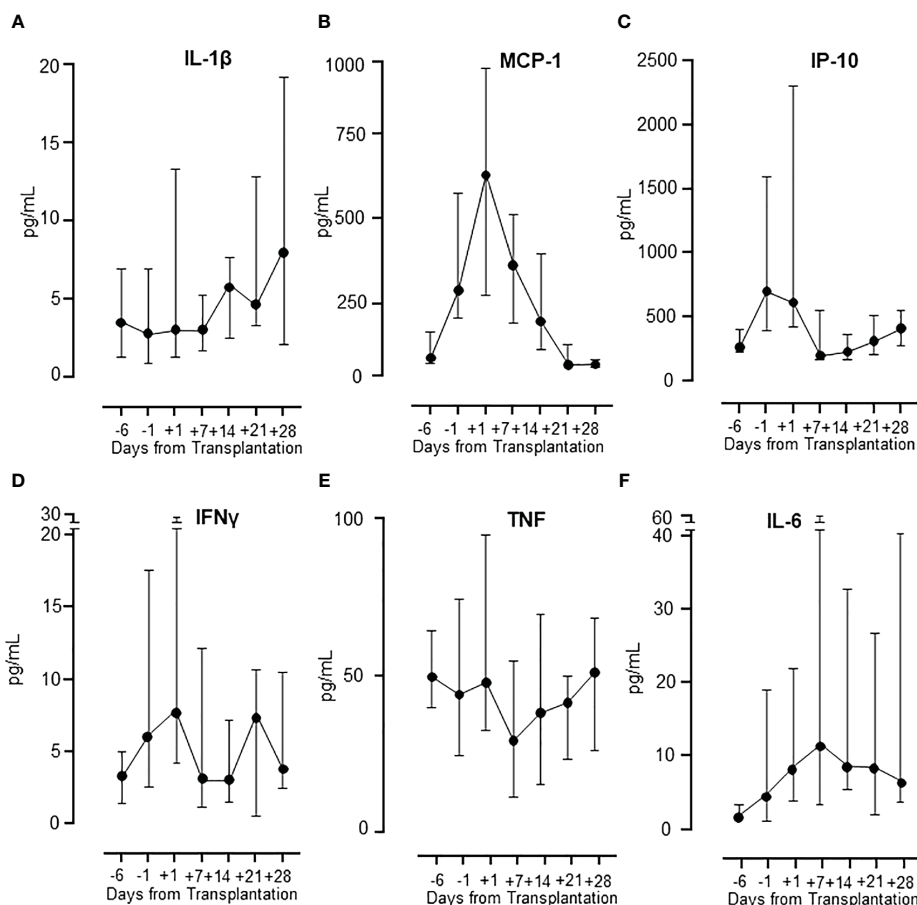 A
IL-1β
20
15
10
5
0
pg/mL
-6 -1 +1 +7 +14 +21 +28
Days from Transplantation
B
MCP-1
1000
750
500
250
0
-6 -1 +1 +7 +14 +21 +28
Days from Transplantation
C
IP-10
2500
2000
1500
1000
500
0
pg/mL
-6 -1 +1 +7 +14 +21 +28
Days from Transplantation
D
IFNγ
30
20
15
10
5
0
pg/mL
-6 -1 +1 +7 +14 +21 +28
Days from Transplantation
E
TNF
100
50
0
-6 -1 +1 +7 +14 +21 +28
Days from Transplantation
F
IL-6
60
40
30
20
10
0
pg/mL
-6 -1 +1 +7 +14 +21 +28
Days from Transplantation